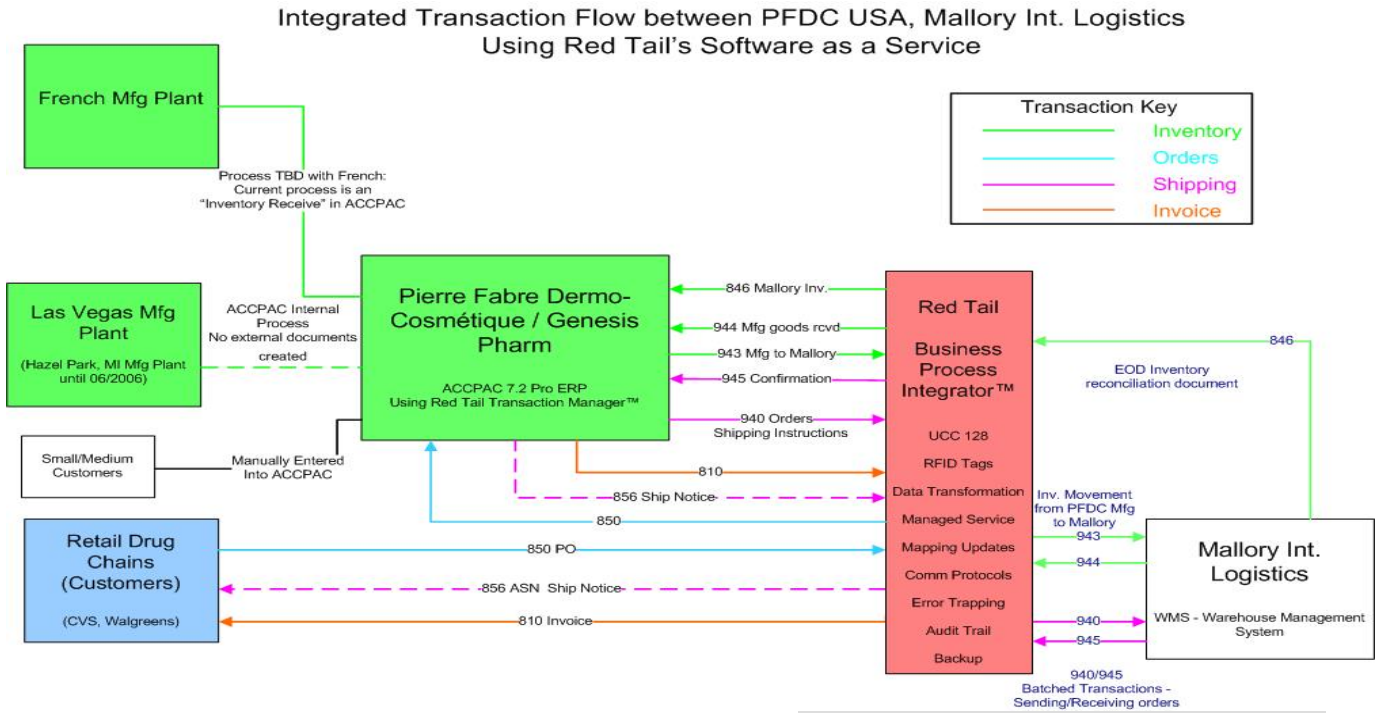 Integrated Transaction Flow between PFDC USA, Mallory Int. Logistics
Using Red Tail's Software as a Service
French Mfg Plant
Transaction Key
Inventory
Orders
Shipping
Invoice
Process TBD with French:
Current process is an
“Inventory Receive” in ACCPAC
Las Vegas Mfg
Plant
(Hazel Park, MI Mfg Plant
until 06/2006)
ACCPAC Internal
Process
No external documents
created
Pierre Fabre Dermo-
Cosmétique / Genesis
Pharm
ACCPAC 7.2 Pro ERP
Using Red Tail Transaction Manager™
846 Mallory Inv.
944 Mfg goods rcvd
943 Mfg to Mallory
945 Confirmation
940 Orders
Shipping Instructions
810
856 Ship Notice
850
Small/Medium
Customers
Manually Entered
Into ACCPAC
Retail Drug
Chains
(Customers)
(CVS, Walgreens)
850 PO
856 ASN  Ship Notice
810 Invoice
Red Tail
Business
Process
Integrator™
UCC 128
RFID Tags
Data Transformation
Managed Service
Mapping Updates
Comm Protocols
Error Trapping
Audit Trail
Backup
846
EOD Inventory
reconciliation document
Inv. Movement
from PFDC Mfg
to Mallory
943
944
940
945
Mallory Int.
Logistics
WMS - Warehouse Management
System
940/945
Batched Transactions -
Sending/Receiving orders